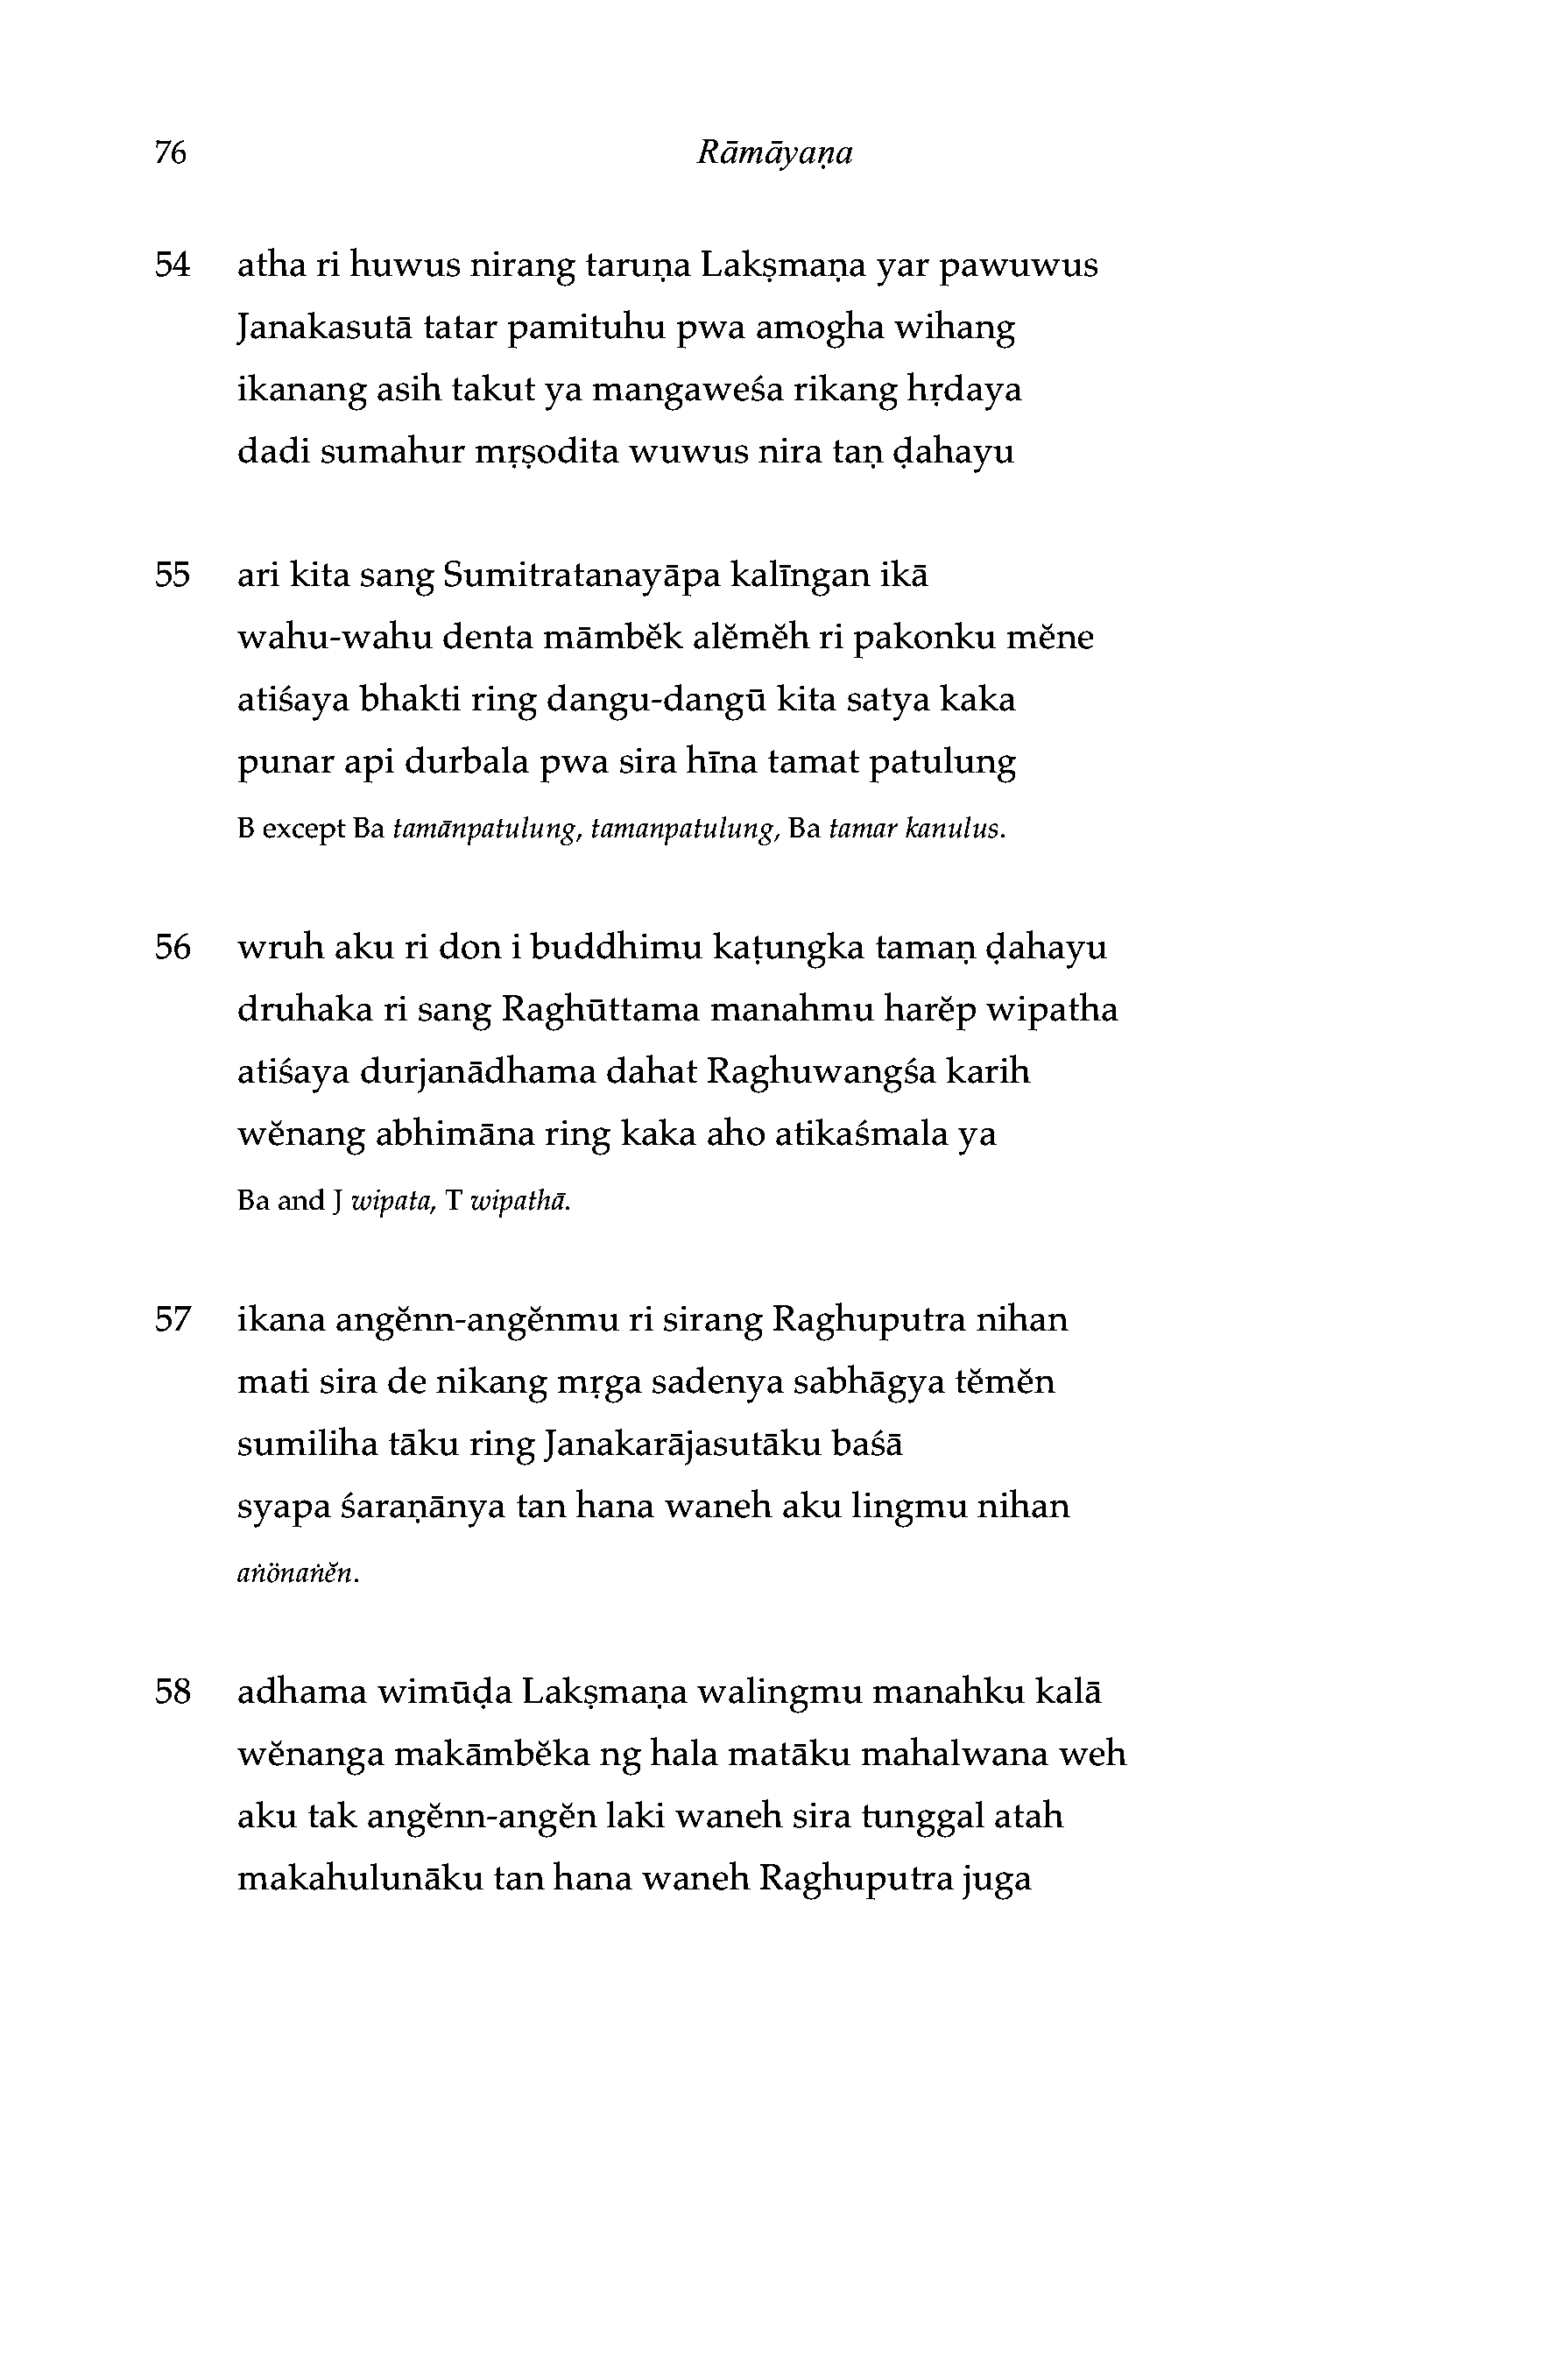 76 Rāmāyaṇa
54 atha ri huwus nirang taruṇa Lakṣmaṇa yar pawuwus
Janakasutā tatar pamituhu pwa amogha wihang
ikanang asih takut ya mangaweśa rikang hṛdaya
dadi sumahur mṛṣodita wuwus nira taṇ ḍahayu
55 ari kita sang Sumitratanayāpa kalīngan ikā
wahu-wahu denta māmbĕk alĕmĕh ri pakonku mĕne
atiśaya bhakti ring dangu-dangū kita satya kaka
punar api durbala pwa sira hīna tamat patulung
B except Ba tamānpatulung, tamanpatulung, Ba tamar kanulus.
56 wruh aku ri don i buddhimu kaṭungka tamaṇ ḍahayu
druhaka ri sang Raghūttama manahmu harĕp wipatha
atiśaya durjanādhama dahat Raghuwangśa karih
wĕnang abhimāna ring kaka aho atikaśmala ya
Ba and J wipata, T wipathā.
57 ikana angĕnn-angĕnmu ri sirang Raghuputra nihan
mati sira de nikang mṛga sadenya sabhāgya tĕmĕn
sumiliha tāku ring Janakarājasutāku baśā
syapa śaraṇānya tan hana waneh aku lingmu nihan
aṅönaṅĕn.
58 adhama wimūḍa Lakṣmaṇa walingmu manahku kalā
wĕnanga makāmbĕka ng hala matāku mahalwana weh
aku tak angĕnn-angĕn laki waneh sira tunggal atah
makahulunāku tan hana waneh Raghuputra juga